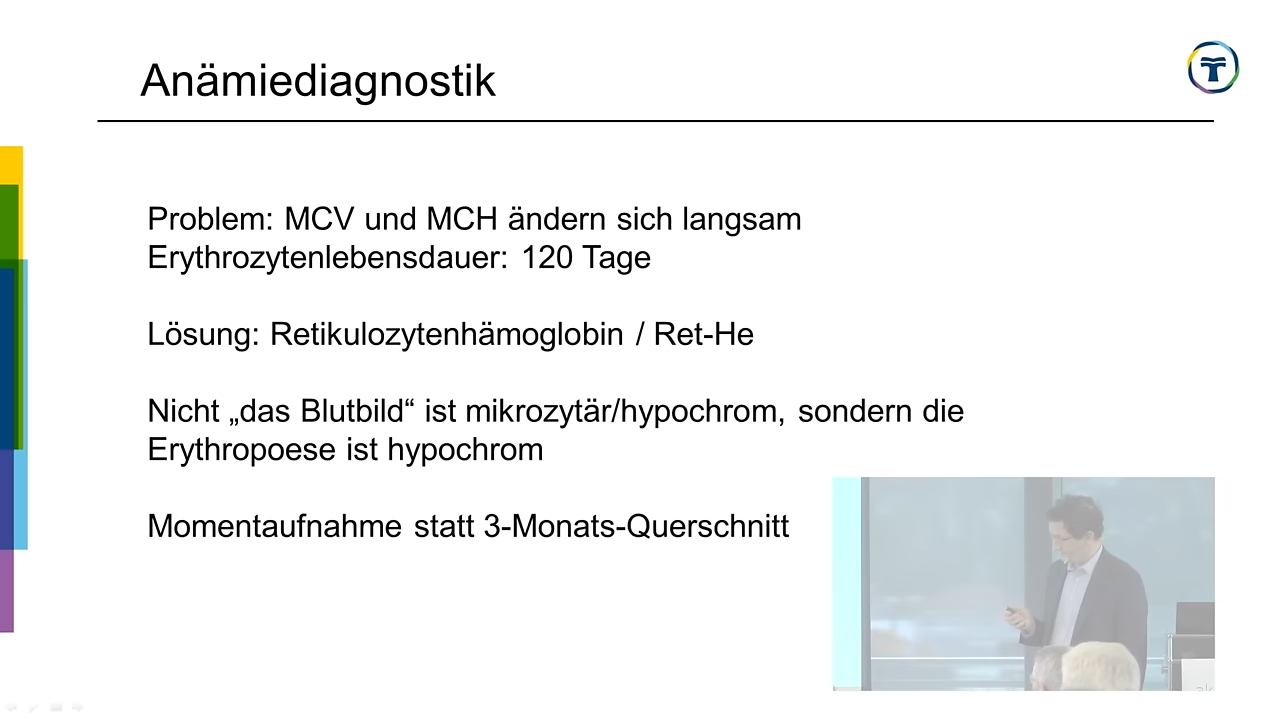 Anämiediagnostik
Problem: MCV und MCH ändern sich langsam
Erythrozytenlebensdauer: 120 Tage
Lösung: Retikulozytenhämoglobin / Ret-He
Nicht „das Blutbild“ ist mikrozytär/hypochrom, sondern die
Erythropoese ist hypochrom
Momentaufnahme statt 3-Monats-Querschnitt